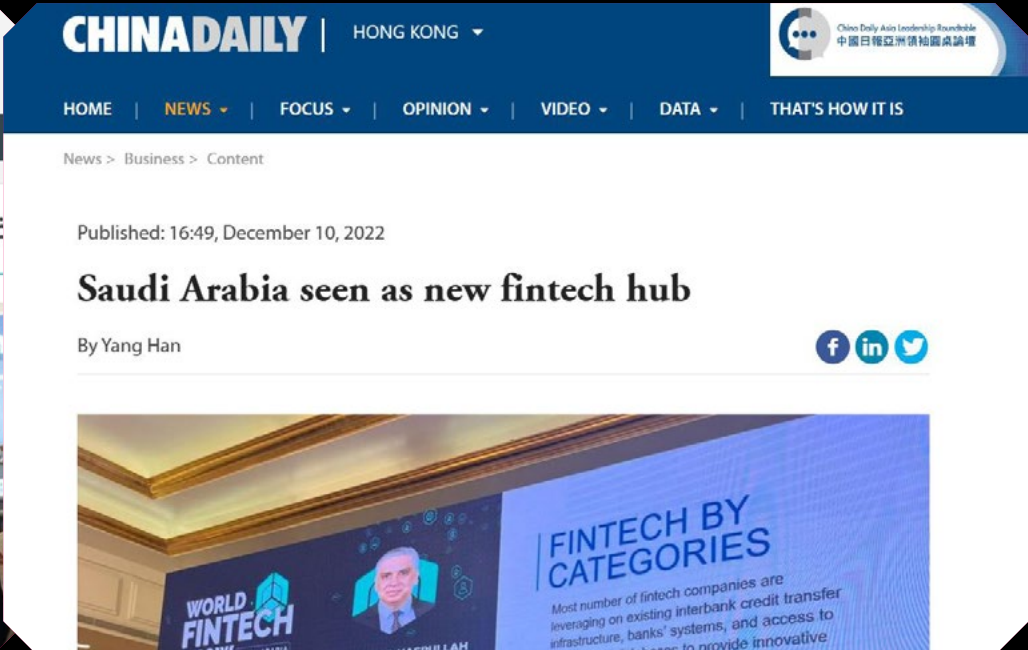 CHINADAILY
HONG KONG
China Daily Asia Leadership Roundtable
中國日報亞洲領袖圓桌論壇
HOME | NEWS | FOCUS | OPINION | VIDEO | DATA | THAT'S HOW IT IS
News > Business > Content
Published: 16:49, December 10, 2022
Saudi Arabia seen as new fintech hub
By Yang Han
f in
WORLD
FINTECH
FINTECH BY
CATEGORIES
Most number of fintech companies are
leveraging on existing interbank credit transfer
infrastructure, banks' systems, and access to
to provide innovative